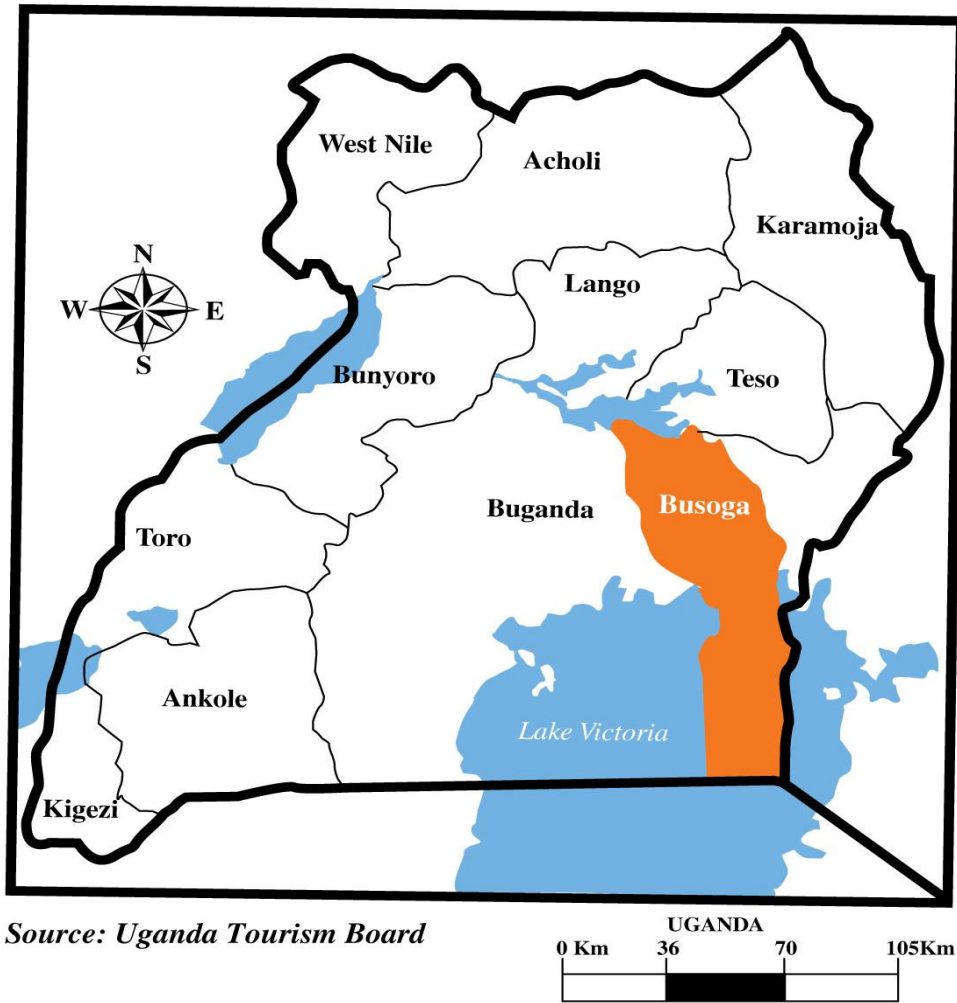 West Nile
Acholi
Karamoja
N
W
E
S
Lango
Bunyoro
Teso
Buganda
Busoga
Toro
Ankole
Lake Victoria
Kigezi
Source: Uganda Tourism Board
UGANDA
0 Km 36 70 105Km